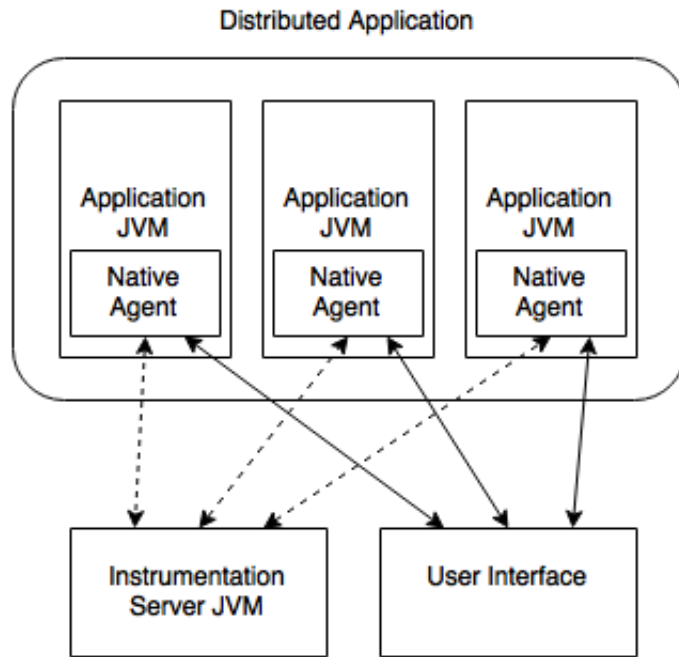 Distributed Application
Application
JVM
Native
Agent
Application
JVM
Native
Agent
Application
JVM
Native
Agent
Instrumentation
Server JVM
User Interface